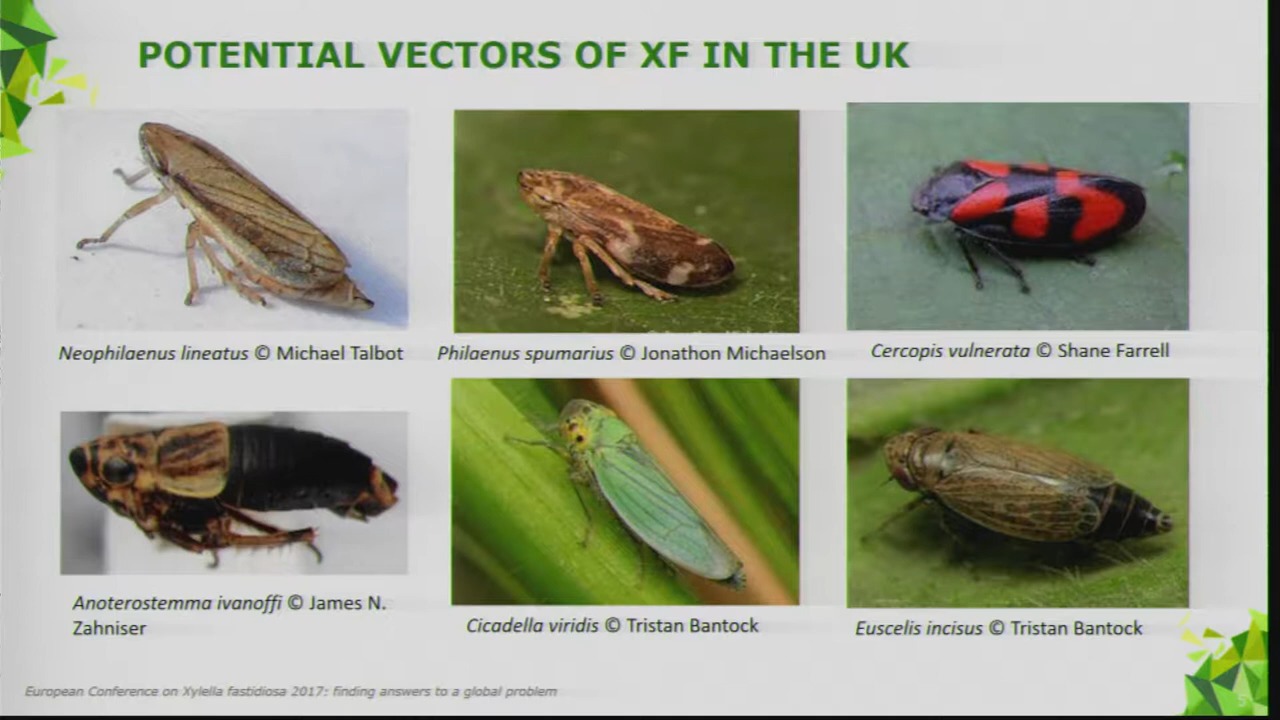 POTENTIAL VECTORS OF XF IN THE UK
Neophilaenus lineatus © Michael Talbot
Philaenus spumarius © Jonathon Michaelson
Cercopis vulnerata © Shane Farrell
Anoterostemma ivanoffi © James N.
Zahniser
Cicadella viridis © Tristan Bantock
Euscelis incisus © Tristan Bantock
European Conference on Xylella fastidiosa 2017: finding answers to a global problem